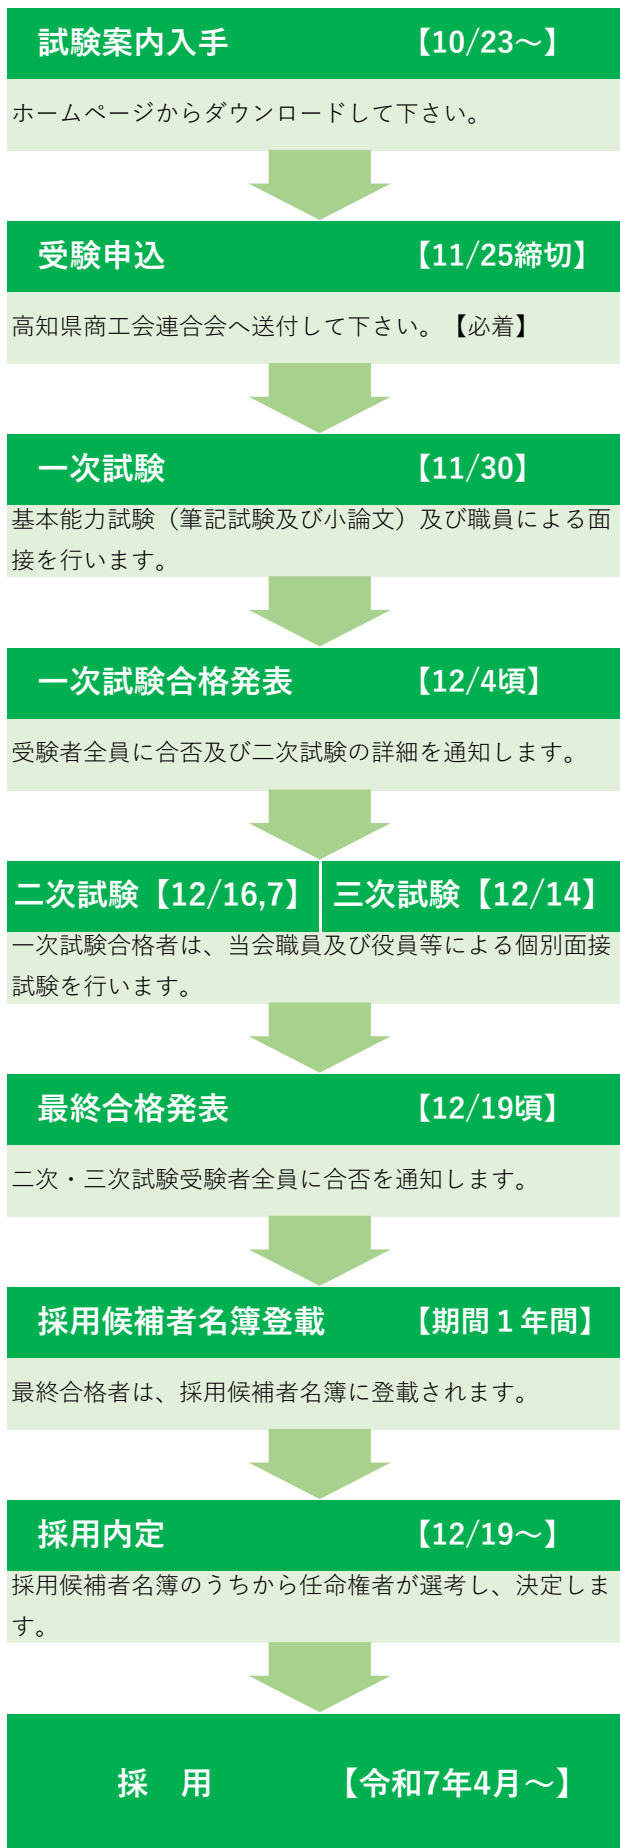 試験案内入手 【10/23～】
ホームページからダウンロードして下さい。
受験申込 【11/25締切】
高知県商工会連合会へ送付して下さい。【必着】
一次試験 【11/30】
基本能力試験（筆記試験及び小論文）及び職員による面
接を行います。
一次試験合格発表 【12/4頃】
受験者全員に合否及び二次試験の詳細を通知します。
二次試験【12/16,7】 三次試験【12/14】
一次試験合格者は、当会職員及び役員等による個別面接
試験を行います。
最終合格発表 【12/19頃】
二次・三次試験受験者全員に合否を通知します。
採用候補者名簿登載 【期間１年間】
最終合格者は、採用候補者名簿に登載されます。
採用内定 【12/19～】
採用候補者名簿のうちから任命権者が選考し、決定しま
す。
採　用 【令和7年4月～】